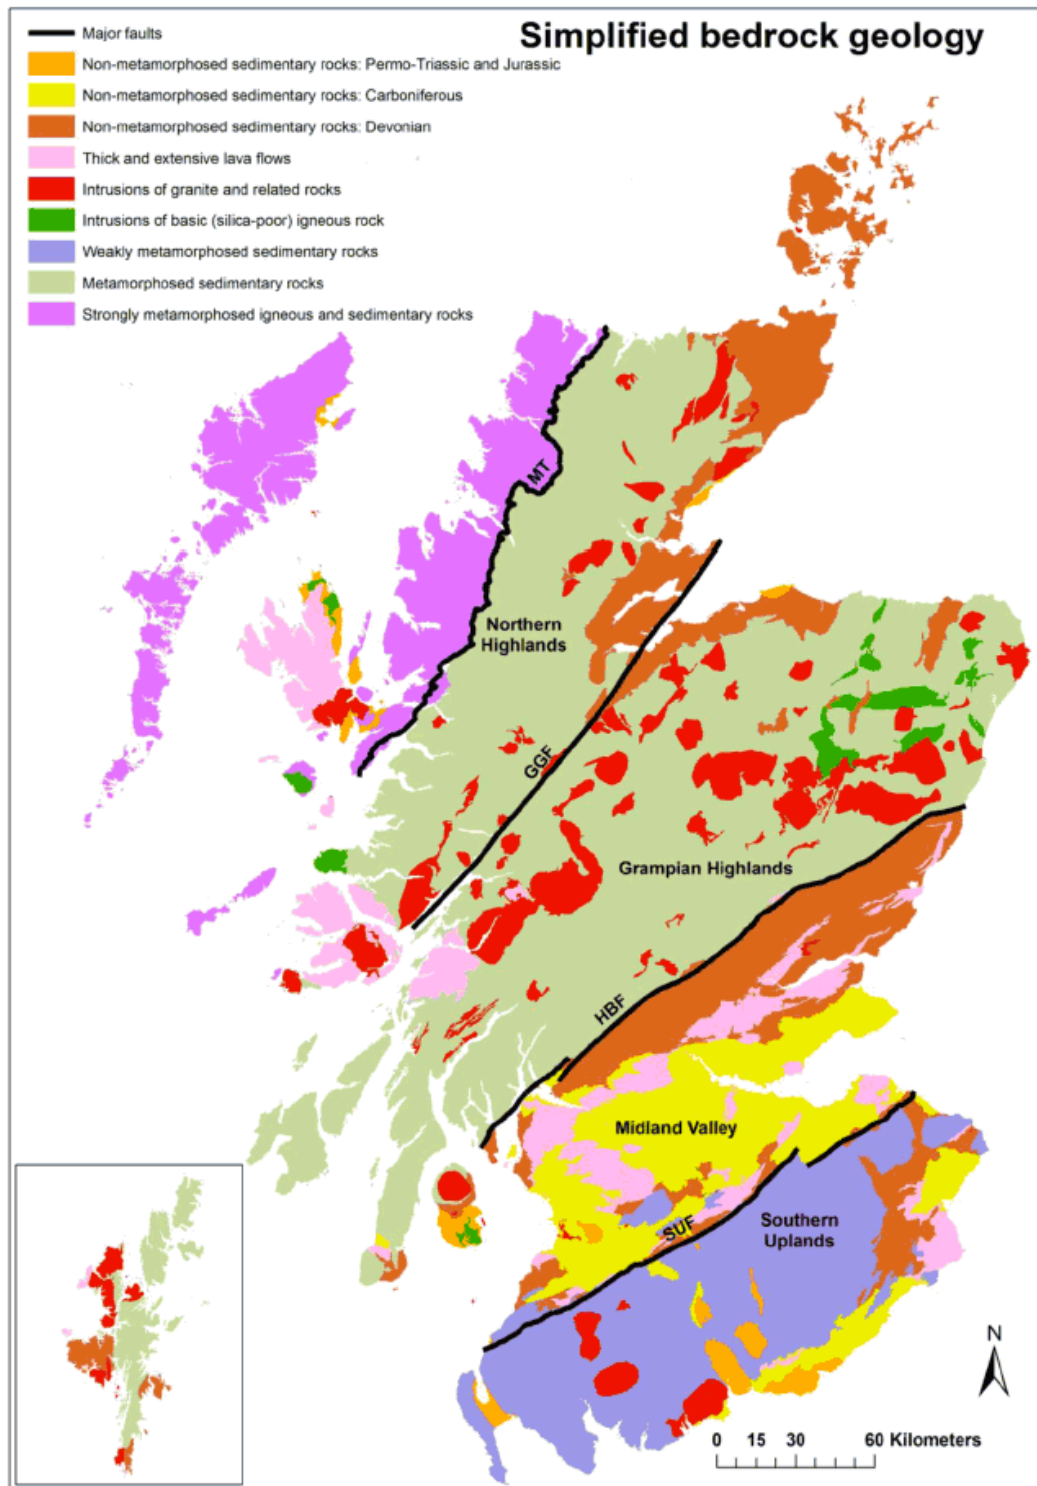 Simplified bedrock geology
Major faults
Non-metamorphosed sedimentary rocks: Permo-Triassic and Jurassic
Non-metamorphosed sedimentary rocks: Carboniferous
Non-metamorphosed sedimentary rocks: Devonian
Thick and extensive lava flows
Intrusions of granite and related rocks
Intrusions of basic (silica-poor) igneous rock
Weakly metamorphosed sedimentary rocks
Metamorphosed sedimentary rocks
Strongly metamorphosed igneous and sedimentary rocks
MT
Northern
Highlands
GGF
Grampian Highlands
HBF
Midland Valley
SUF
Southern
Uplands
N
0 15 30 60 Kilometers